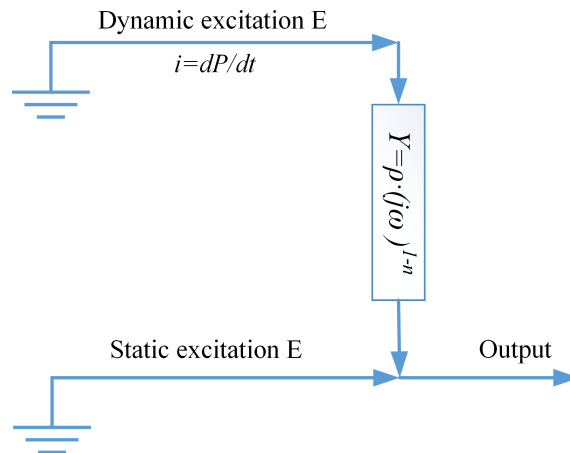 Dynamic excitation E
i=dP/dt
Y=ρ·(jω)^{1-n}
Static excitation E
Output